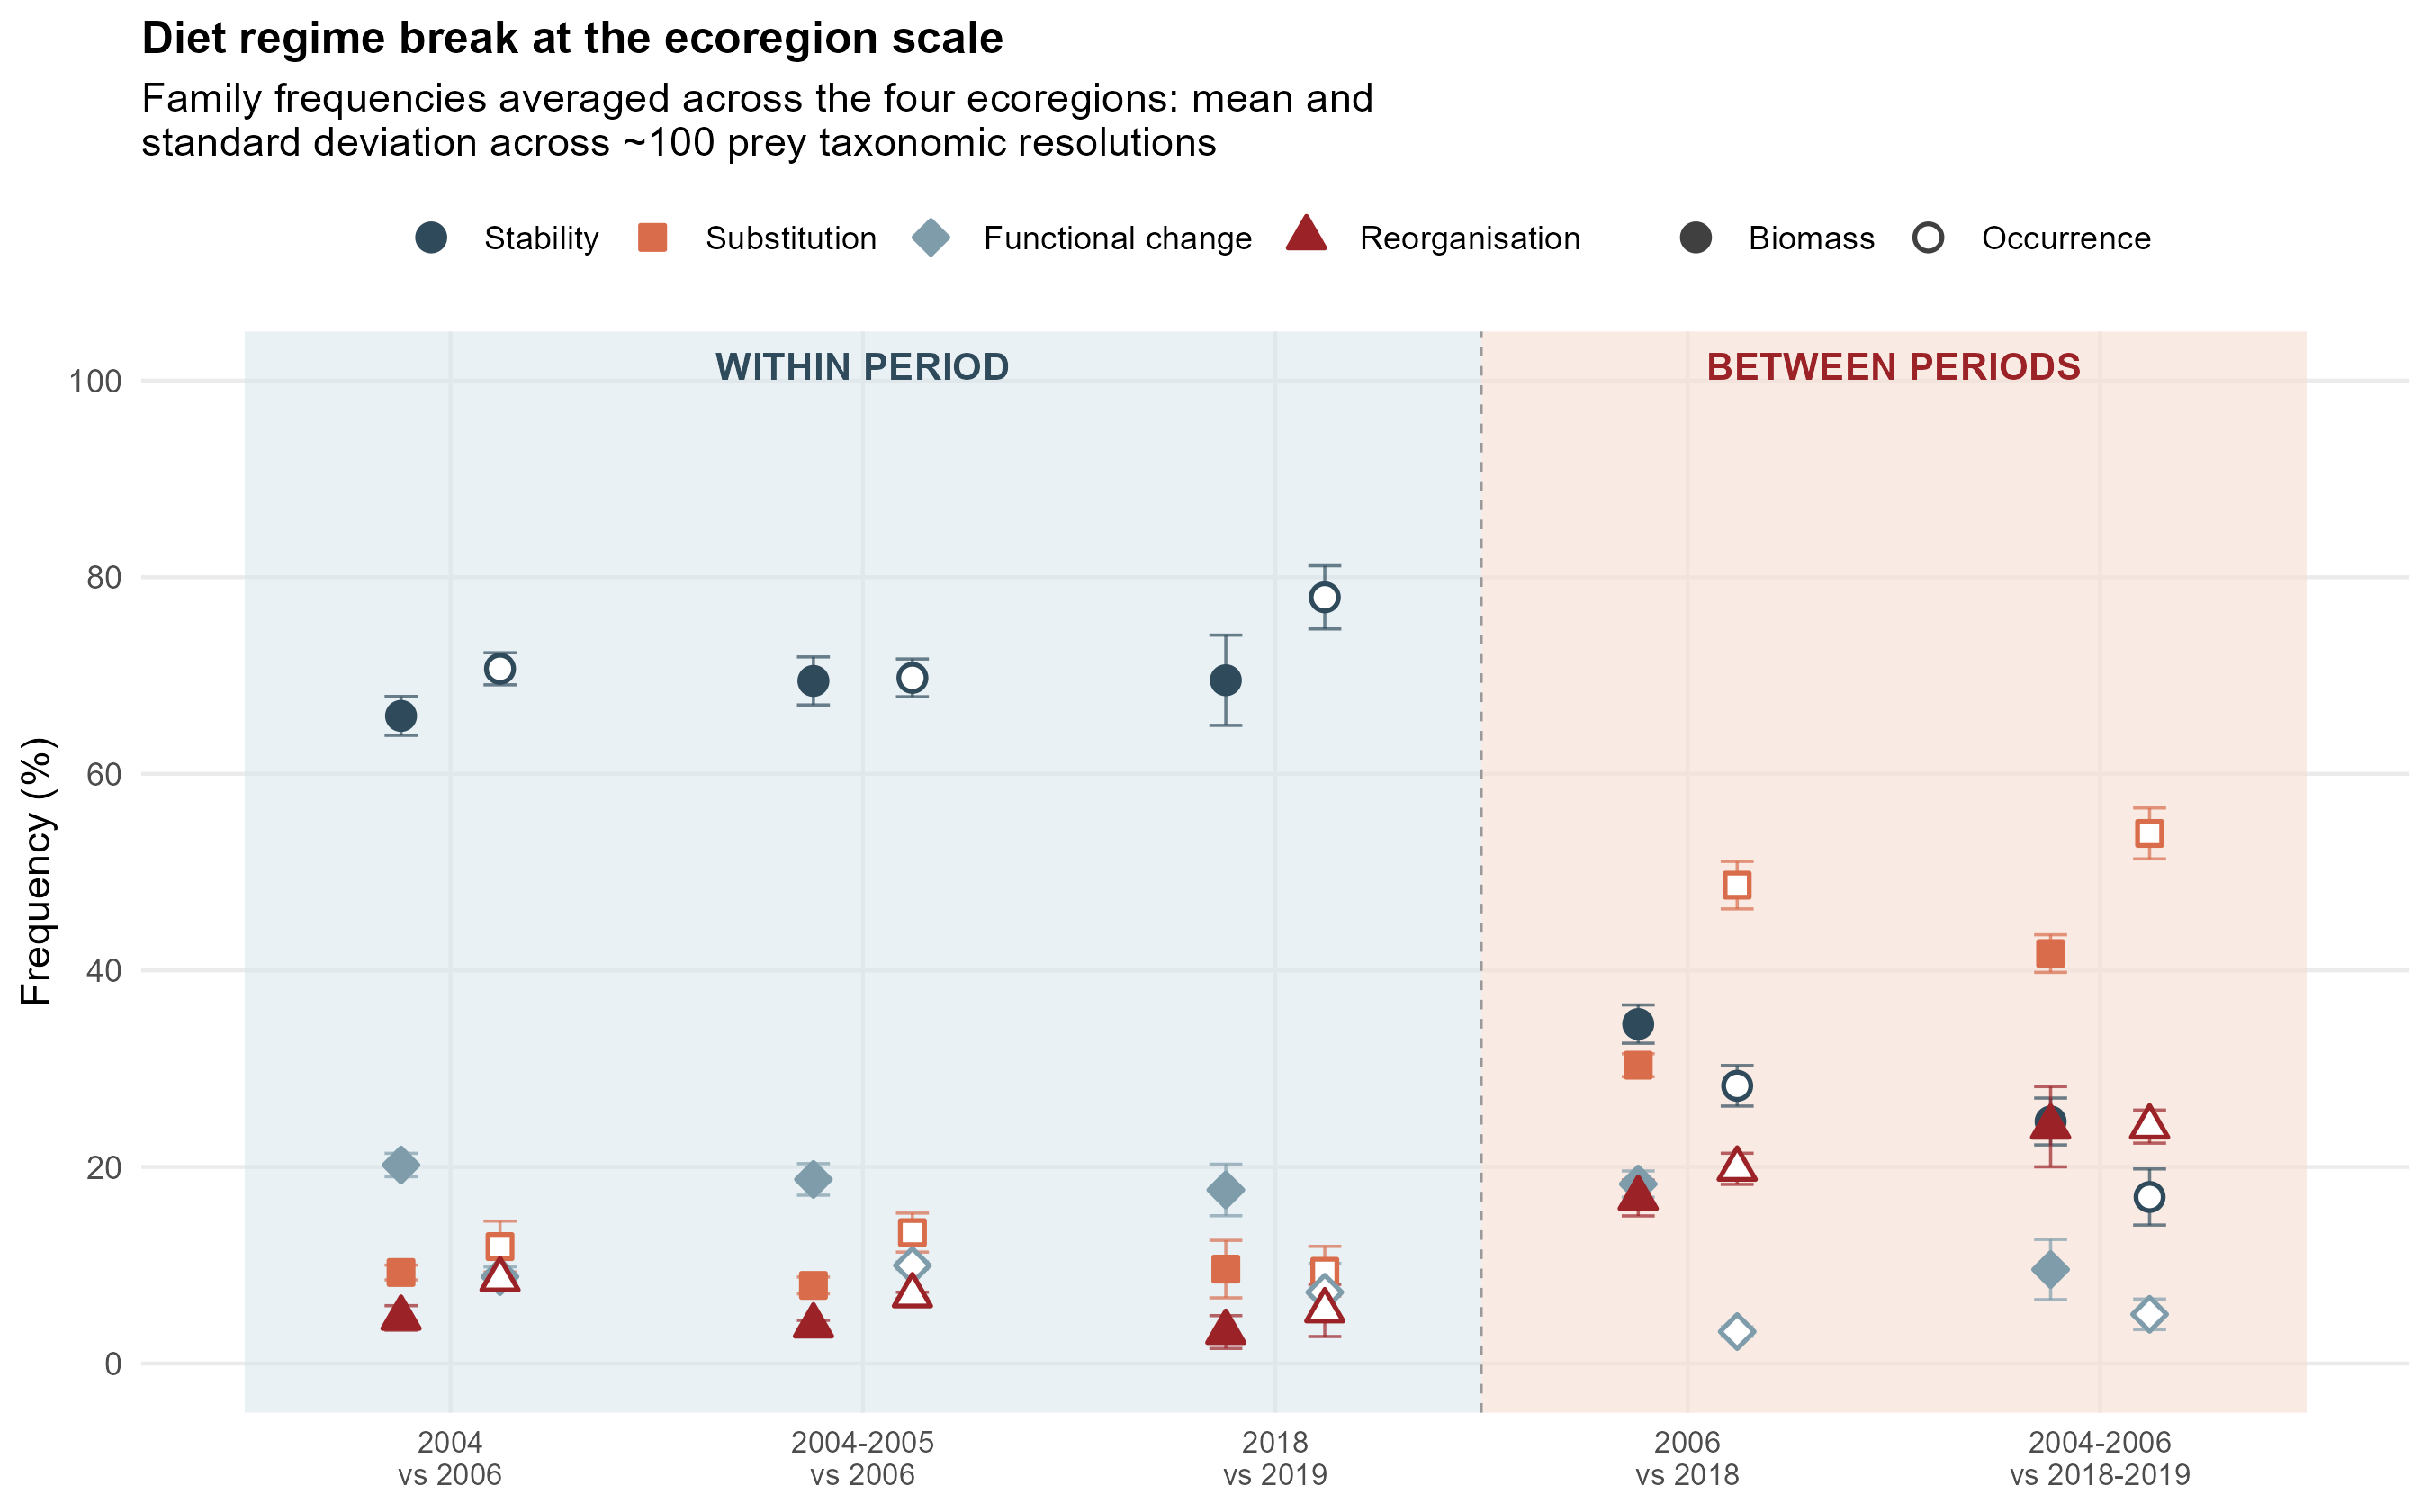 Diet regime break at the ecoregion scale
Family frequencies averaged across the four ecoregions: mean and
standard deviation across ~100 prey taxonomic resolutions
Stability Substitution Functional change Reorganisation Biomass Occurrence
WITHIN PERIOD BETWEEN PERIODS
100
80
60
40
20
0
Frequency (%)
2004 2004-2005 2018 2006 2004-2006
vs 2006 vs 2006 vs 2019 vs 2018 vs 2018-2019